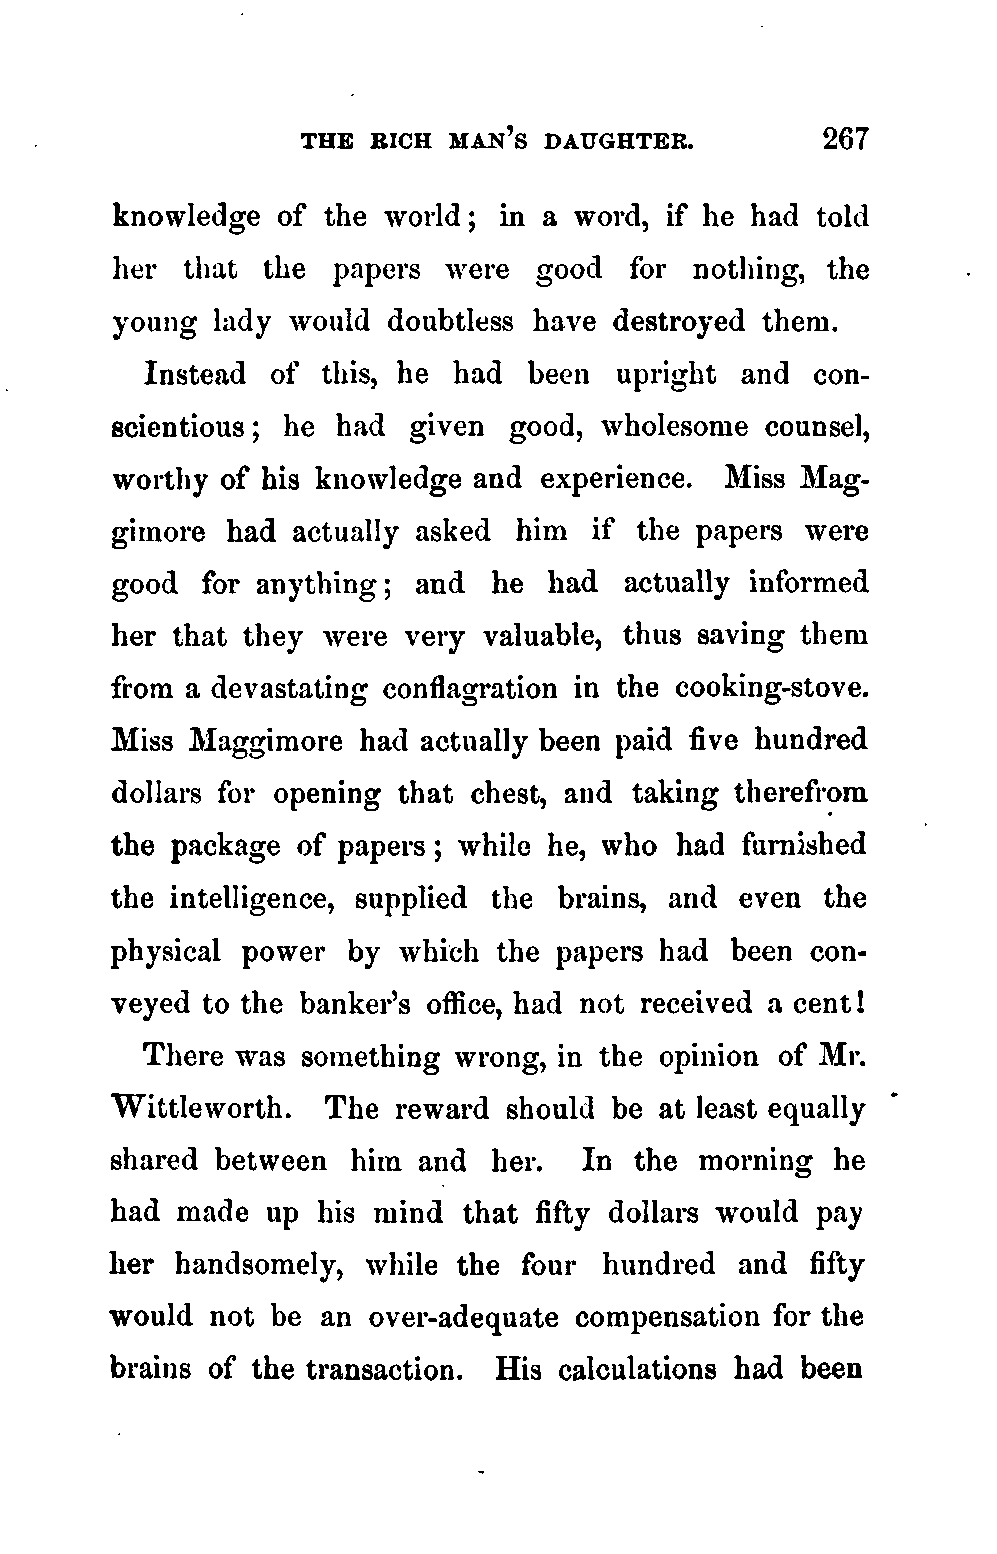 THE RICH MAN'S DAUGHTER. 267
knowledge of the world; in a word, if he had told
her that the papers were good for nothing, the
young lady would doubtless have destroyed them.
Instead of this, he had been upright and con-
scientious; he had given good, wholesome counsel,
worthy of his knowledge and experience. Miss Mag-
gimore had actually asked him if the papers were
good for anything; and he had actually informed
her that they were very valuable, thus saving them
from a devastating conflagration in the cooking-stove.
Miss Maggimore had actually been paid five hundred
dollars for opening that chest, and taking therefrom
the package of papers; while he, who had furnished
the intelligence, supplied the brains, and even the
physical power by which the papers had been con-
veyed to the banker's office, had not received a cent!
There was something wrong, in the opinion of Mr.
Wittleworth. The reward should be at least equally
shared between him and her. In the morning he
had made up his mind that fifty dollars would pay
her handsomely, while the four hundred and fifty
would not be an over-adequate compensation for the
brains of the transaction. His calculations had been